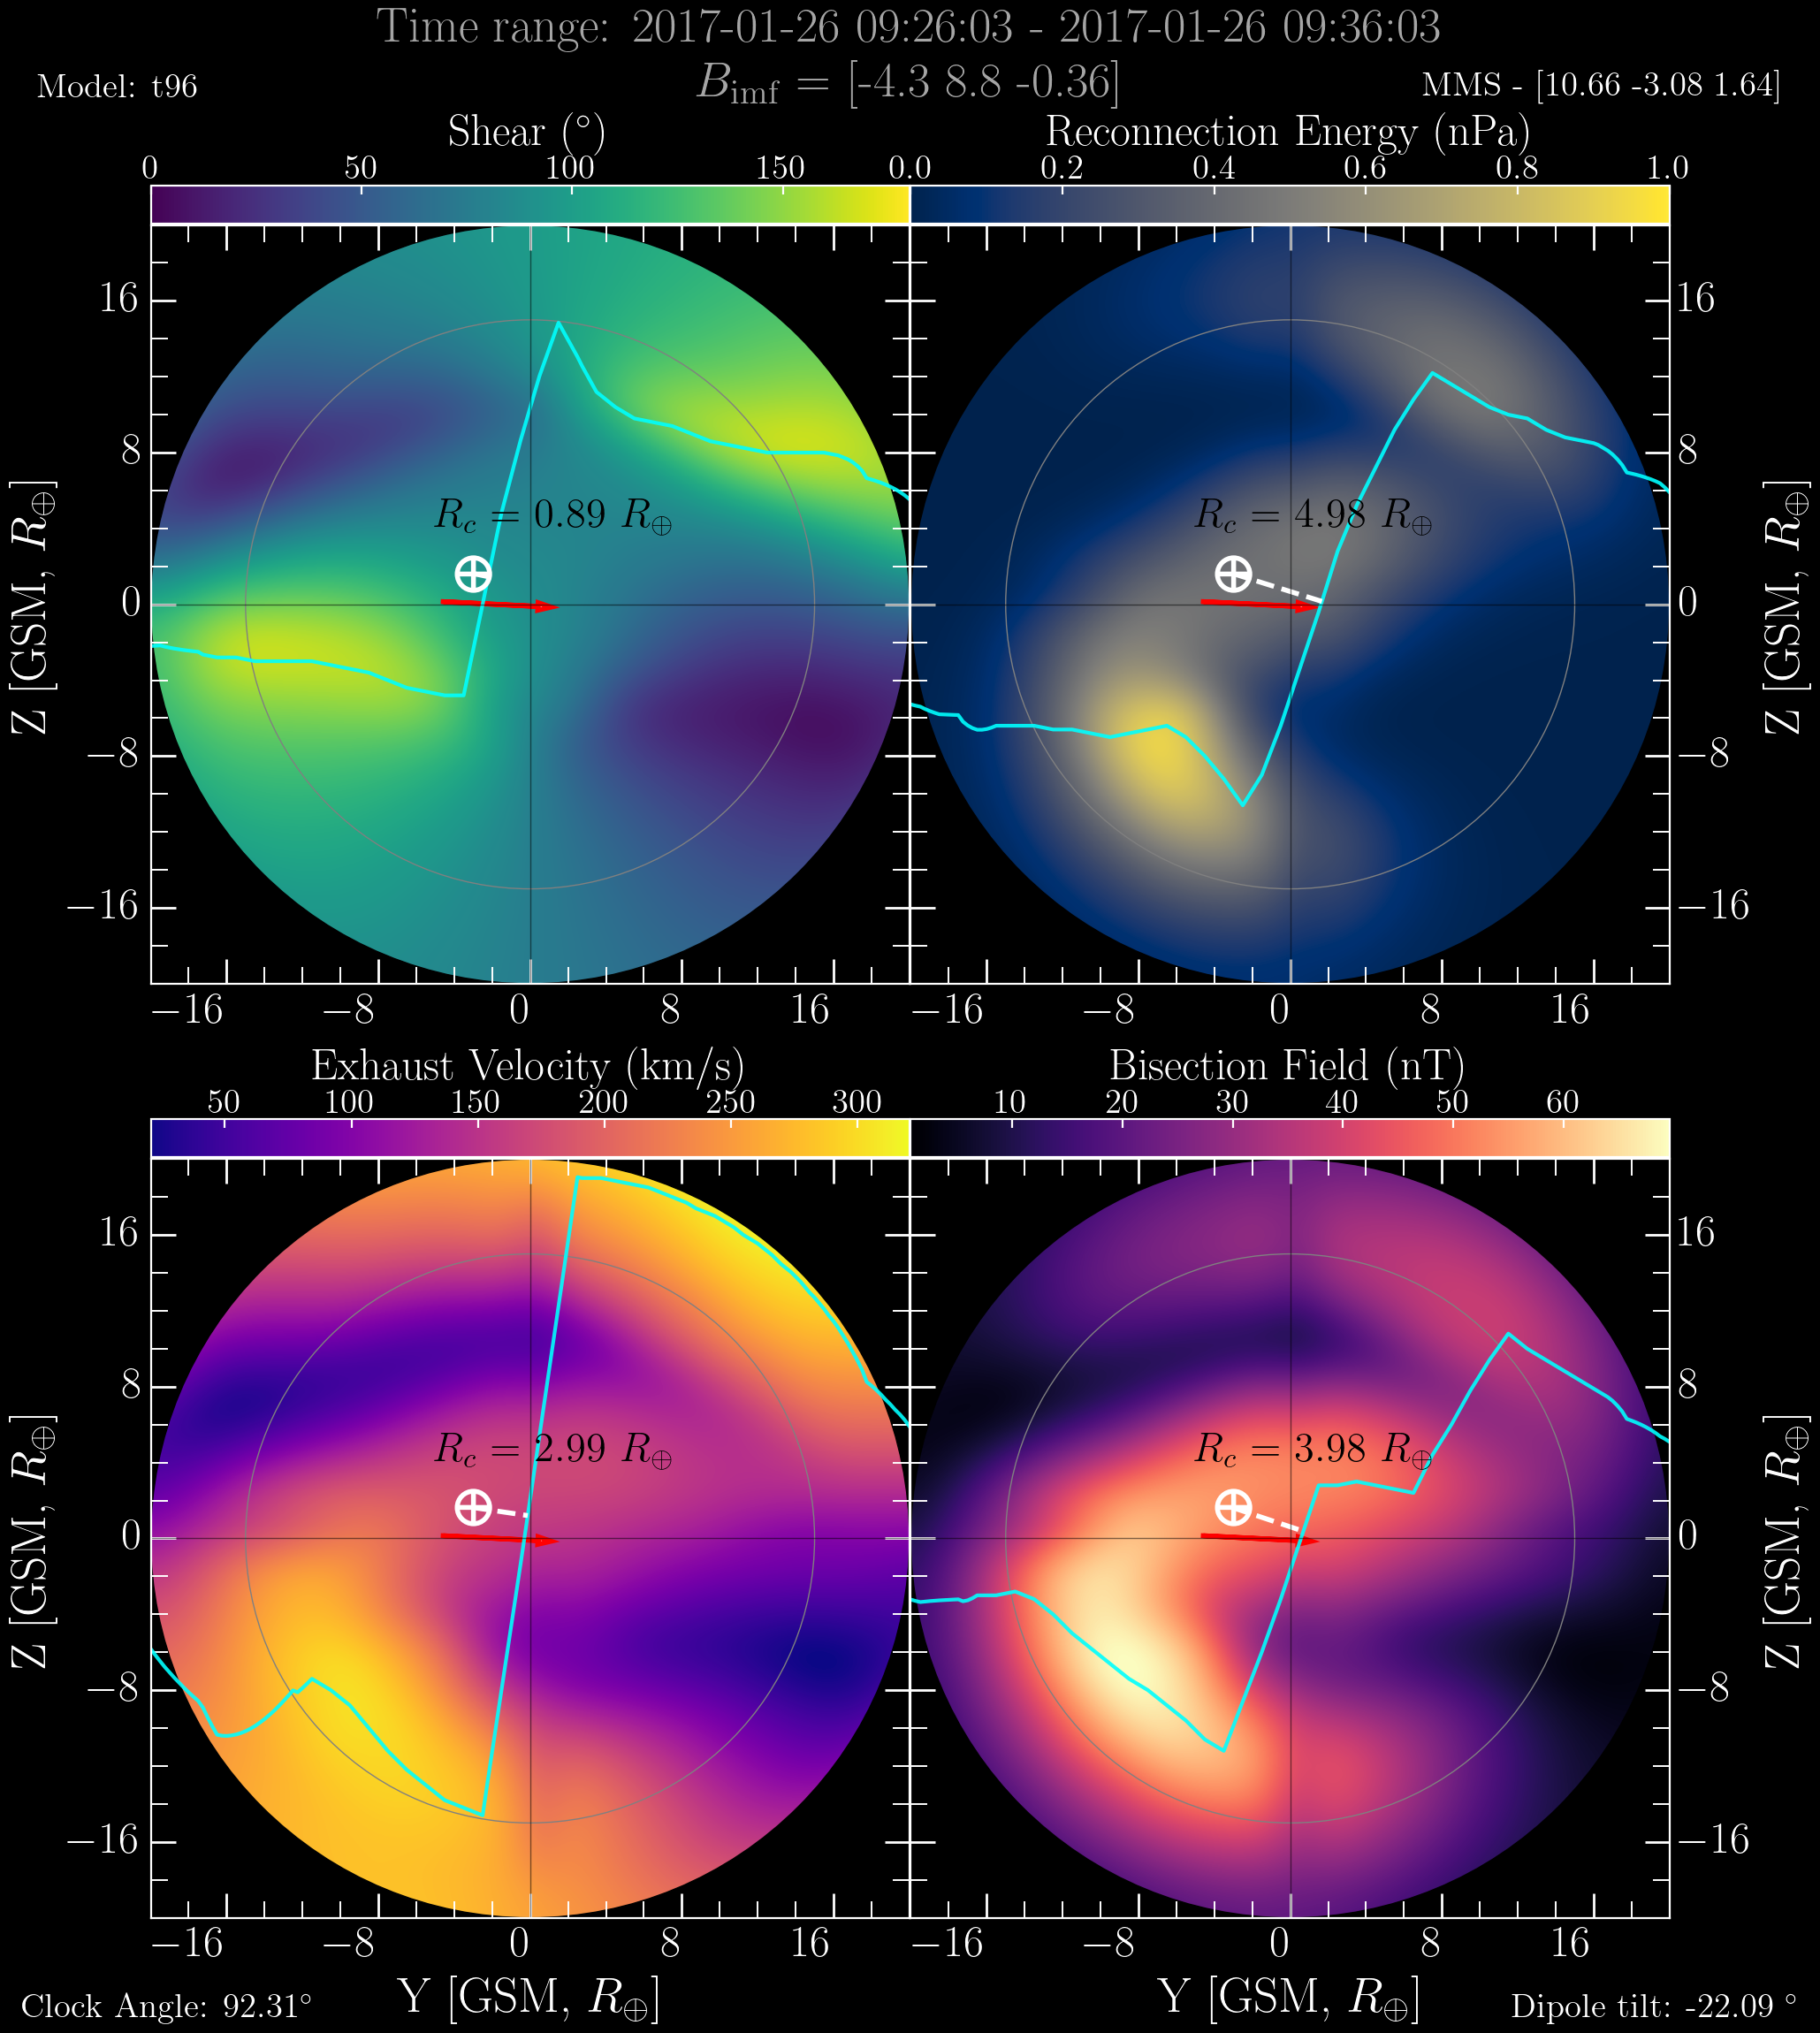 Time range: 2017-01-26 09:26:03 - 2017-01-26 09:36:03
Model: t96
B_imf = [-4.3 8.8 -0.36]
MMS - [10.66 -3.08 1.64]
Shear (°)
Reconnection Energy (nPa)
0 50 100 150
0.0 0.2 0.4 0.6 0.8 1.0
16 8 0 −8 −16
Z [GSM, R⊕]
R_c = 0.89 R⊕
R_c = 4.98 R⊕
16 8 0 −8 −16
Z [GSM, R⊕]
−16 −8 0 8 16
−16 −8 0 8 16
Exhaust Velocity (km/s)
Bisection Field (nT)
50 100 150 200 250 300
10 20 30 40 50 60
16 8 0 −8 −16
Z [GSM, R⊕]
R_c = 2.99 R⊕
R_c = 3.98 R⊕
16 8 0 −8 −16
Z [GSM, R⊕]
−16 −8 0 8 16
−16 −8 0 8 16
Clock Angle: 92.31°
Y [GSM, R⊕]
Y [GSM, R⊕]
Dipole tilt: -22.09 °